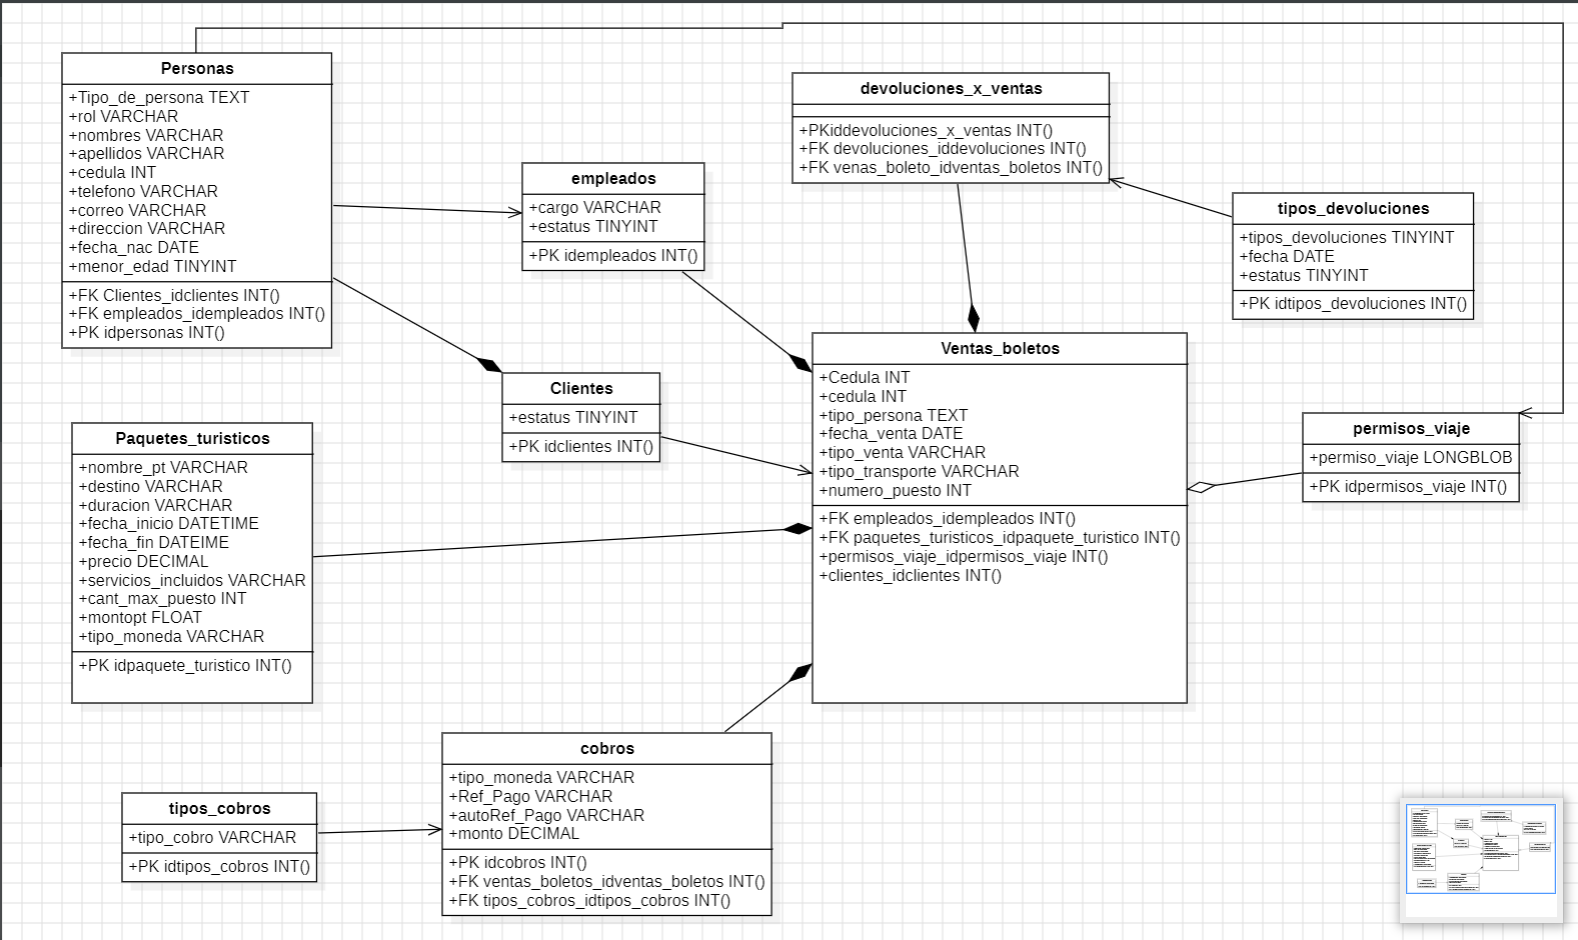 Personas
+Tipo_de_persona TEXT
+rol VARCHAR
+nombres VARCHAR
+apellidos VARCHAR
+cedula INT
+telefono VARCHAR
+correo VARCHAR
+direccion VARCHAR
+fecha_nac DATE
+menor_edad TINYINT
+FK Clientes_idclientes INT()
+FK empleados_idempleados INT()
+PK idpersonas INT()
empleados
+cargo VARCHAR
+estatus TINYINT
+PK idempleados INT()
devoluciones_x_ventas
+PKiddevoluciones_x_ventas INT()
+FK devoluciones_iddevoluciones INT()
+FK venas_boleto_idventas_boletos INT()
tipos_devoluciones
+tipos_devoluciones TINYINT
+fecha DATE
+estatus TINYINT
+PK idtipos_devoluciones INT()
Clientes
+estatus TINYINT
+PK idclientes INT()
Ventas_boletos
+Cedula INT
+cedula INT
+tipo_persona TEXT
+fecha_venta DATE
+tipo_venta VARCHAR
+tipo_transporte VARCHAR
+numero_puesto INT
+FK empleados_idempleados INT()
+FK paquetes_turisticos_idpaquete_turistico INT()
+permisos_viaje_idpermisos_viaje INT()
+clientes_idclientes INT()
permisos_viaje
+permiso_viaje LONGBLOB
+PK idpermisos_viaje INT()
Paquetes_turisticos
+nombre_pt VARCHAR
+destino VARCHAR
+duracion VARCHAR
+fecha_inicio DATETIME
+fecha_fin DATEIME
+precio DECIMAL
+servicios_incluidos VARCHAR
+cant_max_puesto INT
+montopt FLOAT
+tipo_moneda VARCHAR
+PK idpaquete_turistico INT()
cobros
+tipo_moneda VARCHAR
+Ref_Pago VARCHAR
+autoRef_Pago VARCHAR
+monto DECIMAL
+PK idcobros INT()
+FK ventas_boletos_idventas_boletos INT()
+FK tipos_cobros_idtipos_cobros INT()
tipos_cobros
+tipo_cobro VARCHAR
+PK idtipos_cobros INT()